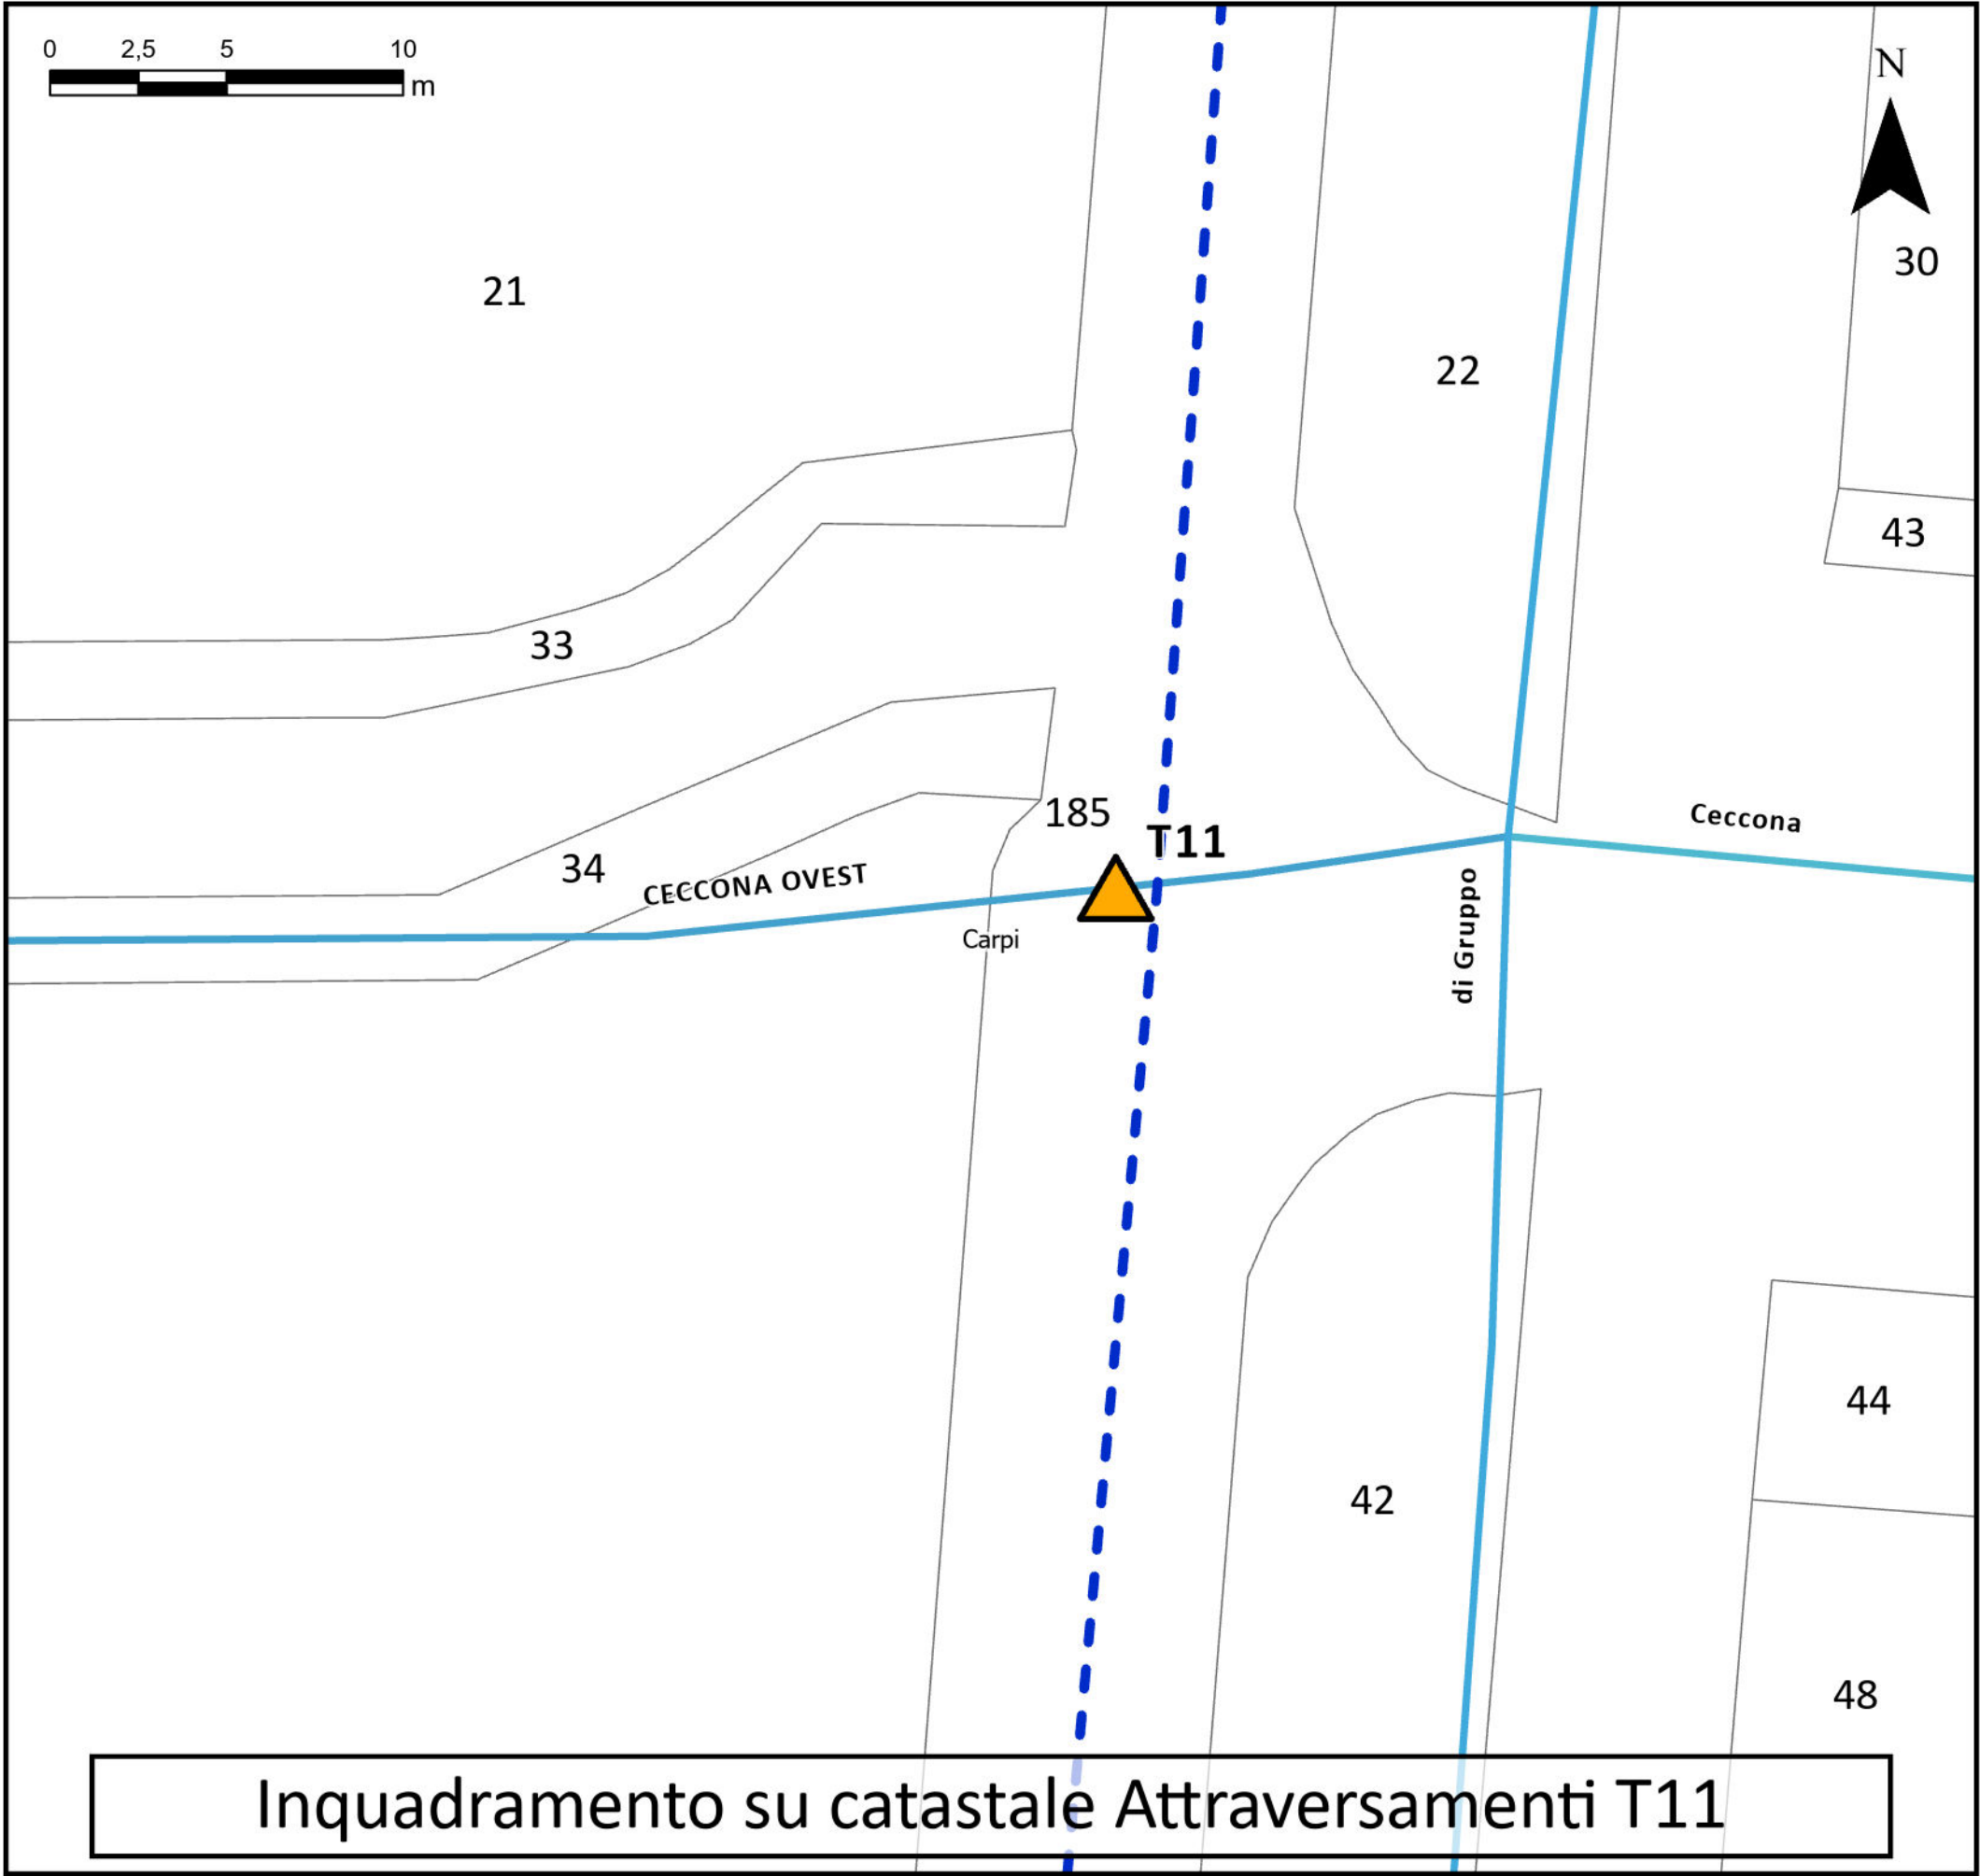 0 2,5 5 10
m
N
21
30
22
43
33
185
T11
Ceccona
34
CECCONA OVEST
di Gruppo
Carpi
44
42
48
Inquadramento su catastale Attraversamenti T11